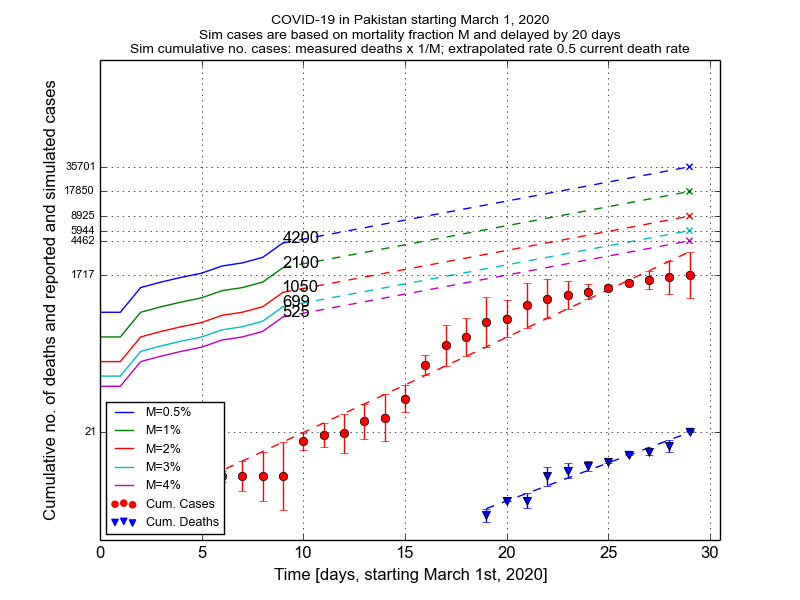 COVID-19 in Pakistan starting March 1, 2020
Sim cases are based on mortality fraction M and delayed by 20 days
Sim cumulative no. cases: measured deaths x 1/M; extrapolated rate 0.5 current death rate
Cumulative no. of deaths and reported and simulated cases
35701
17850
8925
5944
4462
1717
21
4200
2100
1050
699
525
M=0.5%
M=1%
M=2%
M=3%
M=4%
Cum. Cases
Cum. Deaths
0 5 10 15 20 25 30
Time [days, starting March 1st, 2020]